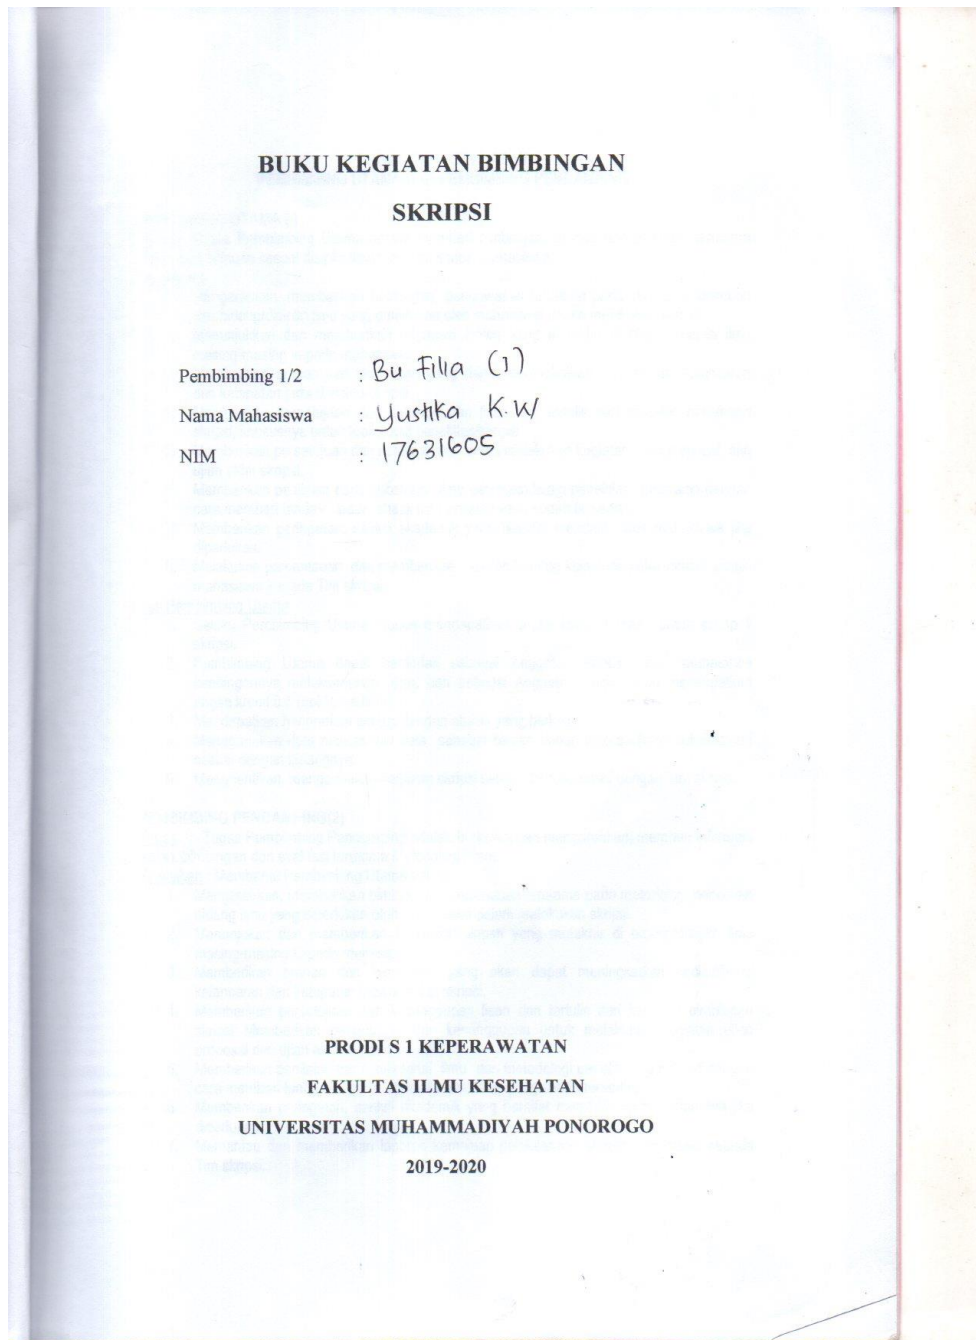 BUKU KEGIATAN BIMBINGAN
SKRIPSI
Pembimbing 1/2 : Bu Filia (1)
Nama Mahasiswa : Yustika K.W
NIM : 17631605
PRODI S 1 KEPERAWATAN
FAKULTAS ILMU KESEHATAN
UNIVERSITAS MUHAMMADIYAH PONOROGO
2019-2020